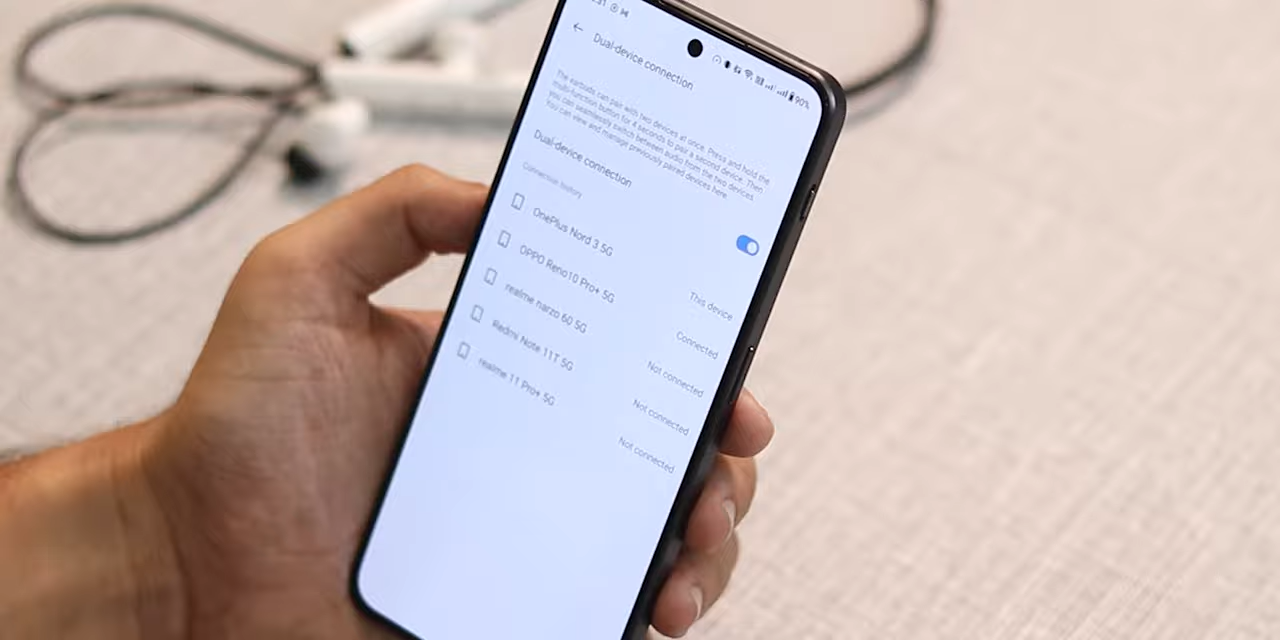 Dual-device connection
90%
The earbuds can pair with two devices at once. Press and hold the
multi-function button for 4 seconds to pair a second device. Then
you can seamlessly switch between audio from the two devices.
You can view and manage previously paired devices here.
Dual-device connection
Connection history
OnePlus Nord 3 5G This device
OPPO Reno10 Pro+ 5G Connected
realme narzo 60 5G Not connected
Redmi Note 11T 5G Not connected
realme 11 Pro+ 5G Not connected